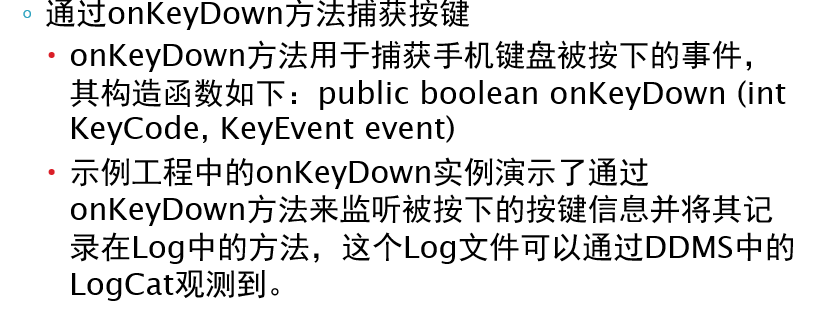 通过onKeyDown方法捕获按键
onKeyDown方法用于捕获手机键盘被按下的事件，
其构造函数如下：public boolean onKeyDown (int
KeyCode, KeyEvent event)
示例工程中的onKeyDown实例演示了通过
onKeyDown方法来监听被按下的按键信息并将其记
录在Log中的方法，这个Log文件可以通过DDMS中的
LogCat观测到。